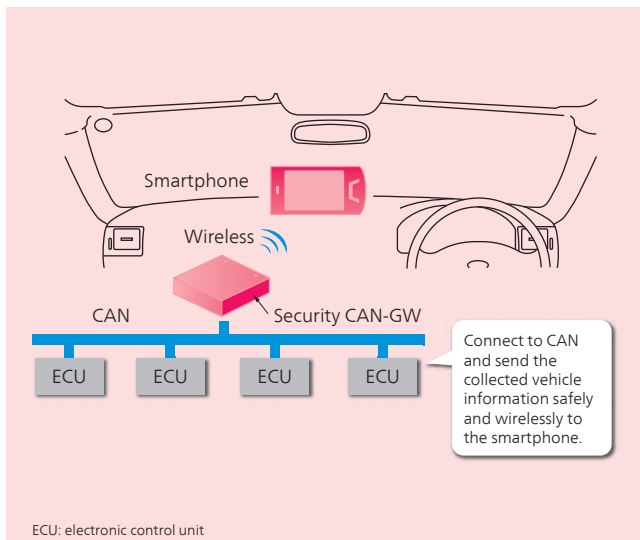 Smartphone
Wireless
CAN
Security CAN-GW
ECU
ECU
ECU
ECU
Connect to CAN
and send the
collected vehicle
information safely
and wirelessly to
the smartphone.
ECU: electronic control unit